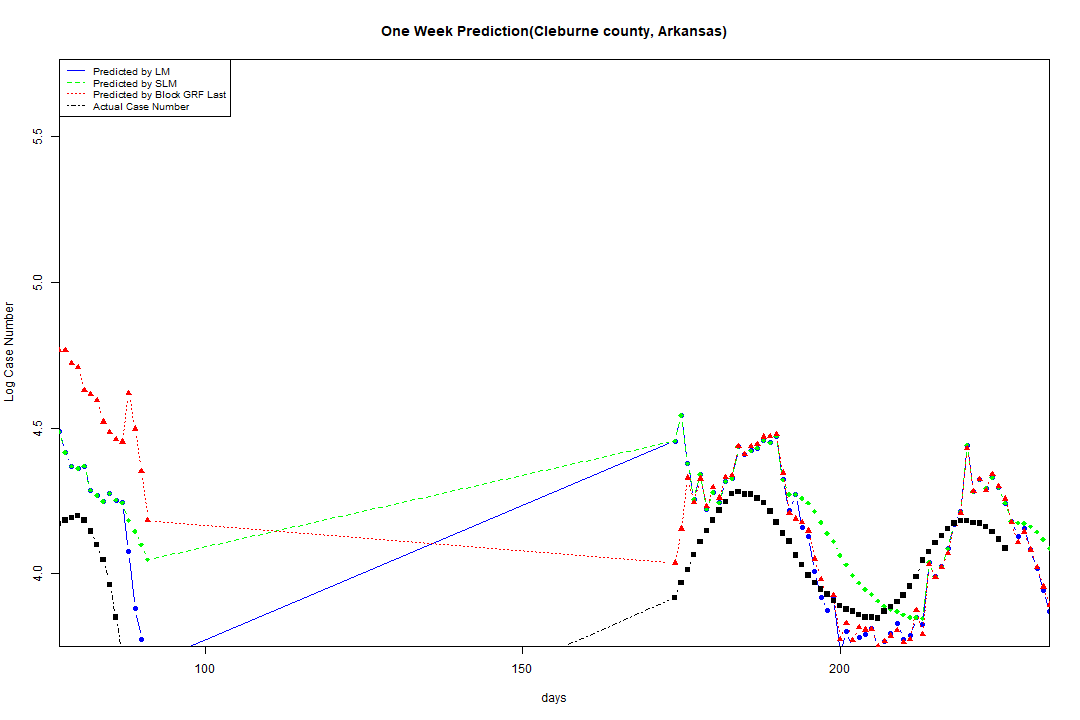 One Week Prediction(Cleburne county, Arkansas)
Predicted by LM
Predicted by SLM
Predicted by Block GRF Last
Actual Case Number
5.5
5.0
4.5
4.0
Log Case Number
100
150
200
days